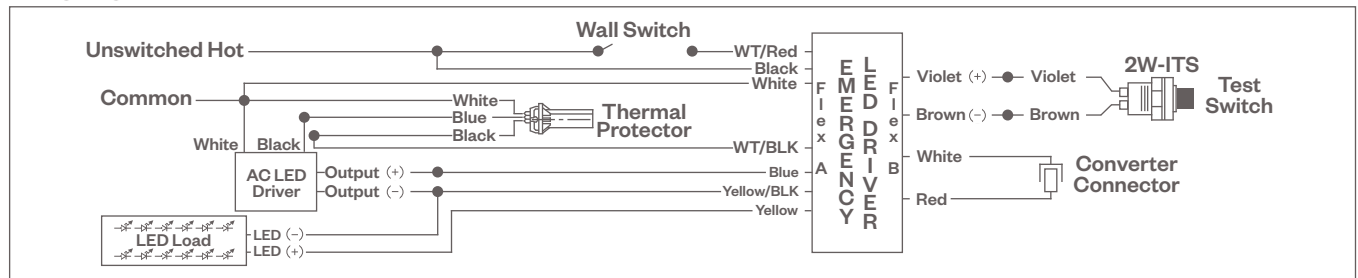 Wall Switch
Unswitched Hot
WT/Red
Black
White
Common
White
Blue
Black
Thermal
Protector
White
Black
WT/BLK
AC LED
Driver
Output (+)
Output (-)
Blue
Yellow/BLK
Yellow
LED Load
LED (-)
LED (+)
Flex A
EMERGENCY
LED DRIVER
Flex B
Violet (+)
Violet
Brown (-)
Brown
2W-ITS
Test
Switch
White
Red
Converter
Connector